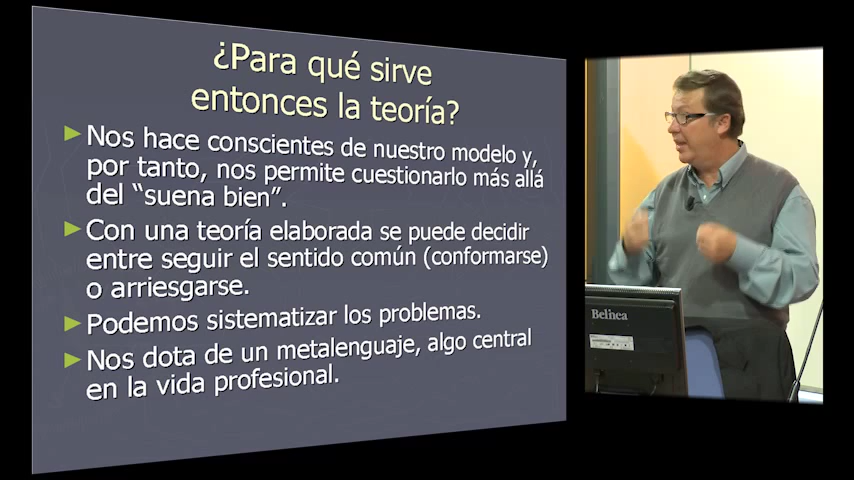 ¿Para qué sirve
entonces la teoría?
Nos hace conscientes de nuestro modelo y,
por tanto, nos permite cuestionarlo más allá
del “suena bien”.
Con una teoría elaborada se puede decidir
entre seguir el sentido común (conformarse)
o arriesgarse.
Podemos sistematizar los problemas.
Nos dota de un metalenguaje, algo central
en la vida profesional.
Belinea